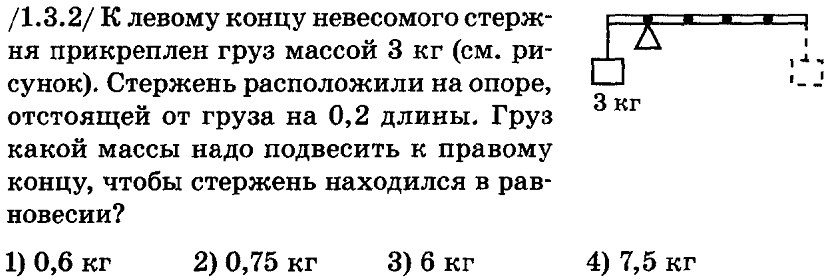 /1.3.2/ К левому концу невесомого стерж-
ня прикреплен груз массой 3 кг (см. ри-
сунок). Стержень расположили на опоре,
отстоящей от груза на 0,2 длины. Груз
какой массы надо подвесить к правому
концу, чтобы стержень находился в рав-
новесии?
3 кг
1) 0,6 кг 2) 0,75 кг 3) 6 кг 4) 7,5 кг